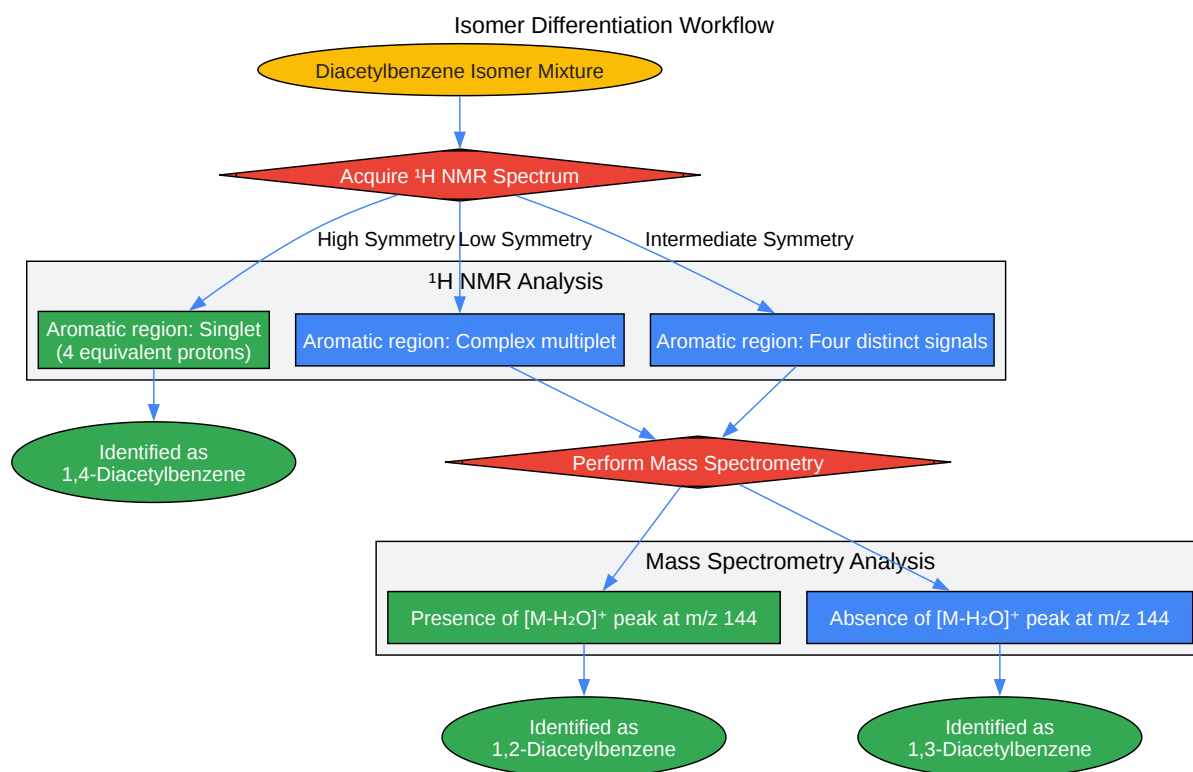 Isomer Differentiation Workflow
Diacetylbenzene Isomer Mixture
Acquire ¹H NMR Spectrum
High Symmetry
Low Symmetry
Intermediate Symmetry
¹H NMR Analysis
Aromatic region: Singlet
(4 equivalent protons)
Aromatic region: Complex multiplet
Aromatic region: Four distinct signals
Identified as
1,4-Diacetylbenzene
Perform Mass Spectrometry
Mass Spectrometry Analysis
Presence of [M-H₂O]⁺ peak at m/z 144
Absence of [M-H₂O]⁺ peak at m/z 144
Identified as
1,2-Diacetylbenzene
Identified as
1,3-Diacetylbenzene